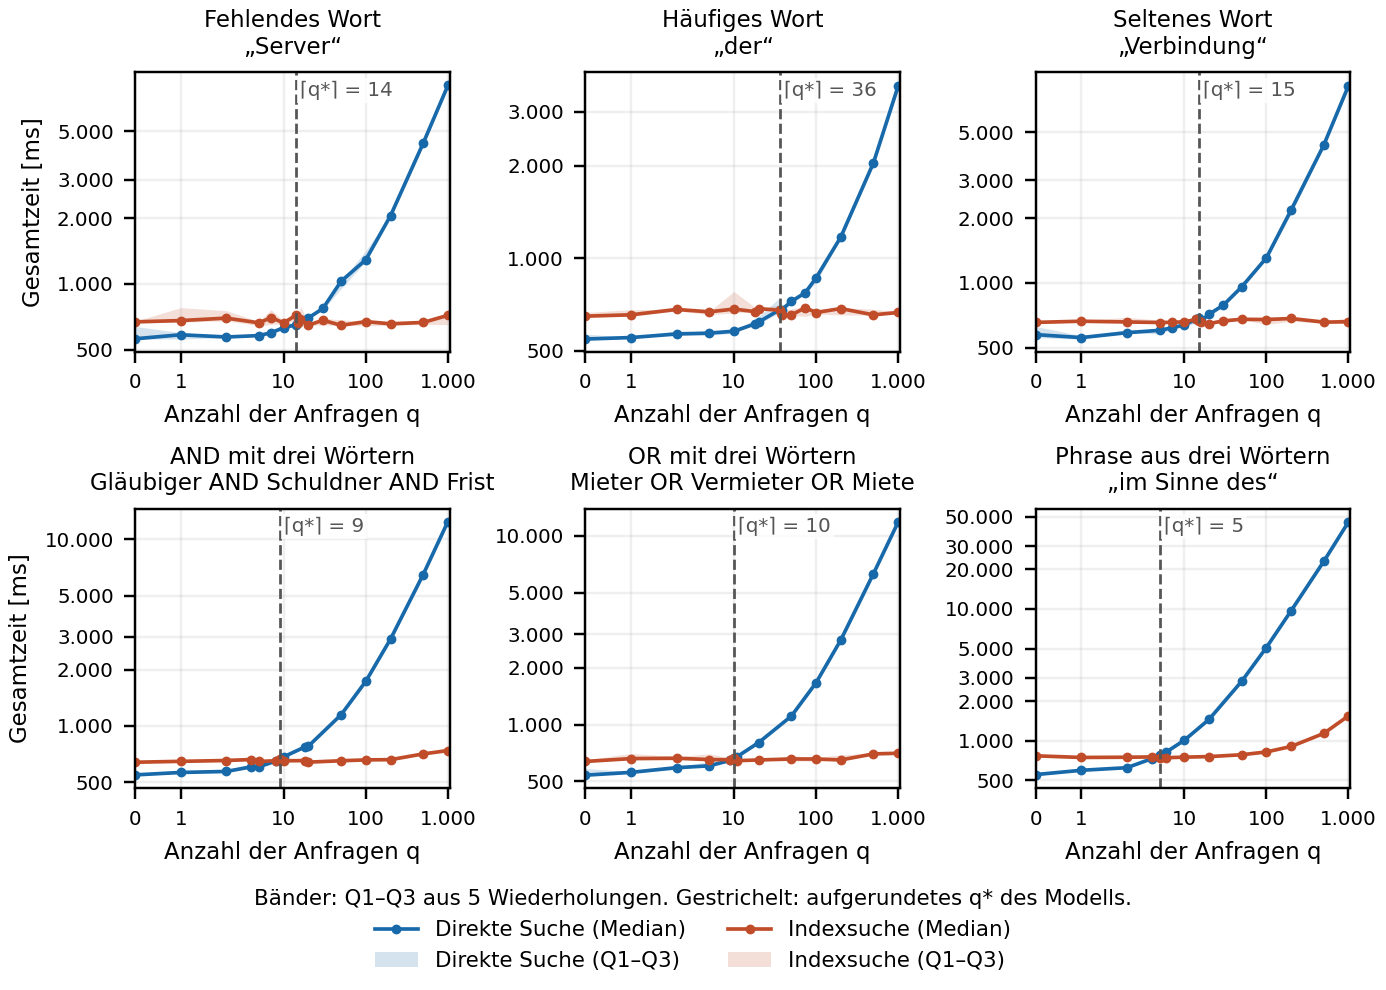 Fehlendes Wort
„Server“
Häufiges Wort
„der“
Seltenes Wort
„Verbindung“
Gesamtzeit [ms]
5.000
3.000
2.000
1.000
500
⌈q*⌉ = 14
0 1 10 100 1.000
Anzahl der Anfragen q
3.000
2.000
1.000
500
⌈q*⌉ = 36
0 1 10 100 1.000
Anzahl der Anfragen q
5.000
3.000
2.000
1.000
500
⌈q*⌉ = 15
0 1 10 100 1.000
Anzahl der Anfragen q
AND mit drei Wörtern
Gläubiger AND Schuldner AND Frist
OR mit drei Wörtern
Mieter OR Vermieter OR Miete
Phrase aus drei Wörtern
„im Sinne des“
Gesamtzeit [ms]
10.000
5.000
3.000
2.000
1.000
500
⌈q*⌉ = 9
0 1 10 100 1.000
Anzahl der Anfragen q
10.000
5.000
3.000
2.000
1.000
500
⌈q*⌉ = 10
0 1 10 100 1.000
Anzahl der Anfragen q
50.000
30.000
20.000
10.000
5.000
3.000
2.000
1.000
500
⌈q*⌉ = 5
0 1 10 100 1.000
Anzahl der Anfragen q
Bänder: Q1–Q3 aus 5 Wiederholungen. Gestrichelt: aufgerundetes q* des Modells.
Direkte Suche (Median)
Direkte Suche (Q1–Q3)
Indexsuche (Median)
Indexsuche (Q1–Q3)